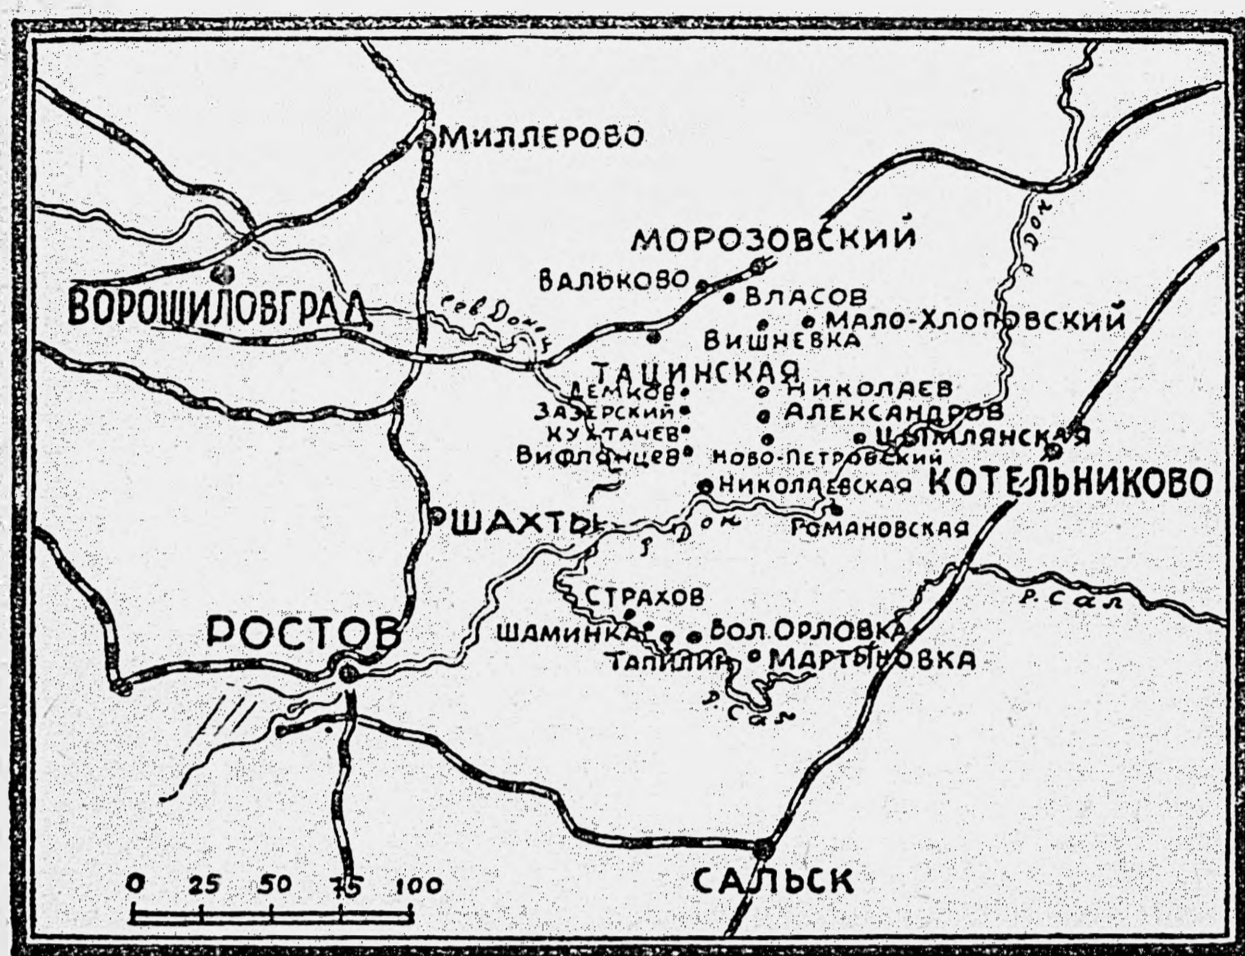 МИЛЛЕРОВО
р. Дон
МОРОЗОВСКИЙ
ВАЛЬКОВО
ВЛАСОВ
ВОРОШИЛОВГРАД
Сев Донец
МАЛО-ХЛОПОВСКИЙ
ВИШНЕВКА
ТАЦИНСКАЯ
ДЕМКОВ
НИКОЛАЕВ
ЗАЗЕРСКИЙ
АЛЕКСАНДРОВ
КУХТАЧЕВ
ЦЫМЛЯНСКАЯ
ВИФЛЯНЦЕВ
НОВО-ПЕТРОВСКИЙ
НИКОЛАЕВСКАЯ
КОТЕЛЬНИКОВО
ШАХТЫ
р Дон
РОМАНОВСКАЯ
СТРАХОВ
Р. Сал
РОСТОВ
ШАМИНКА
БОЛ. ОРЛОВКА
ТАПИЛИН
МАРТЫНОВКА
Р. Сал
САЛЬСК
0 25 50 75 100